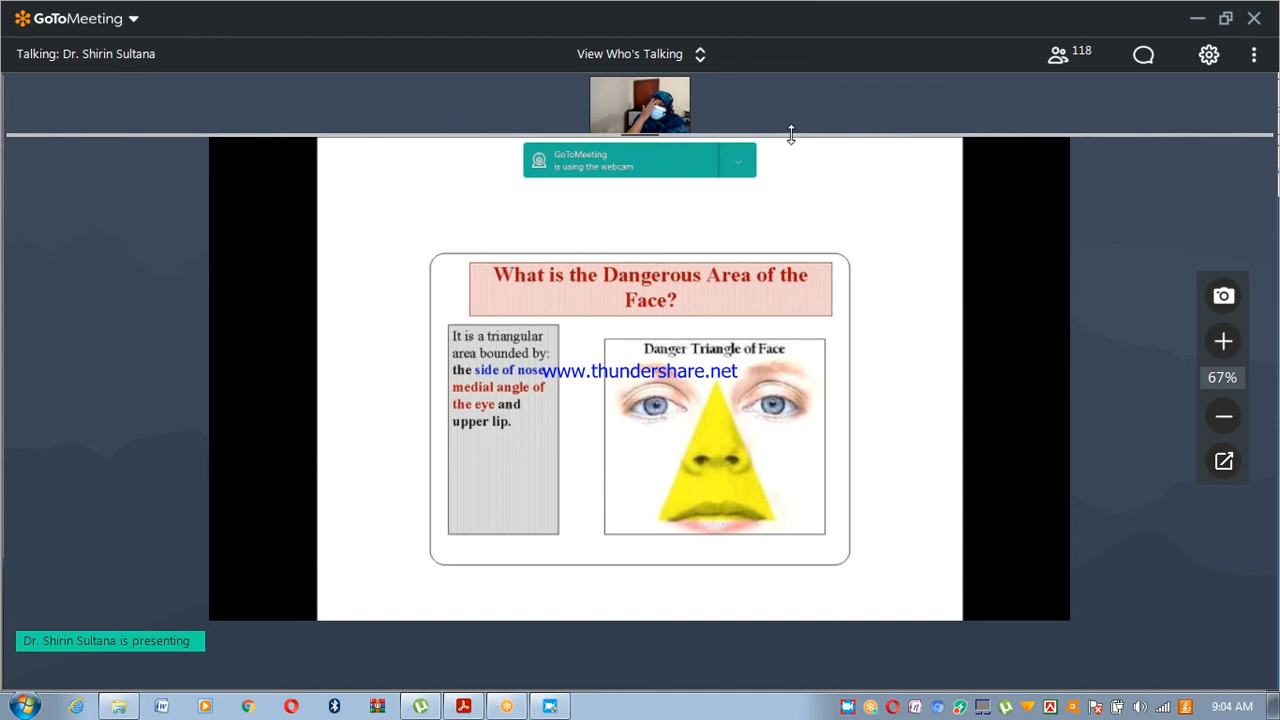 GoToMeeting
Talking: Dr. Shirin Sultana
View Who's Talking
118
GoToMeeting
is using the webcam
What is the Dangerous Area of the
Face?
It is a triangular
area bounded by:
the side of nose
medial angle of
the eye and
upper lip.
Danger Triangle of Face
www.thundershare.net
67%
Dr. Shirin Sultana is presenting
9:04 AM